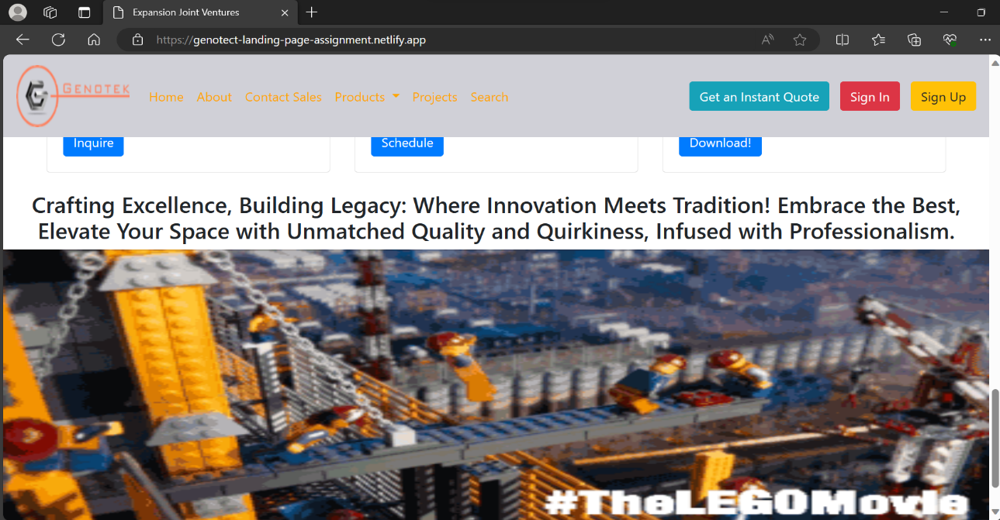 Expansion Joint Ventures
https://genotect-landing-page-assignment.netlify.app
GENOTEK
Home About Contact Sales Products Projects Search
Get an Instant Quote Sign In Sign Up
Inquire Schedule Download!
Crafting Excellence, Building Legacy: Where Innovation Meets Tradition! Embrace the Best,
Elevate Your Space with Unmatched Quality and Quirkiness, Infused with Professionalism.
#TheLEGOMovie